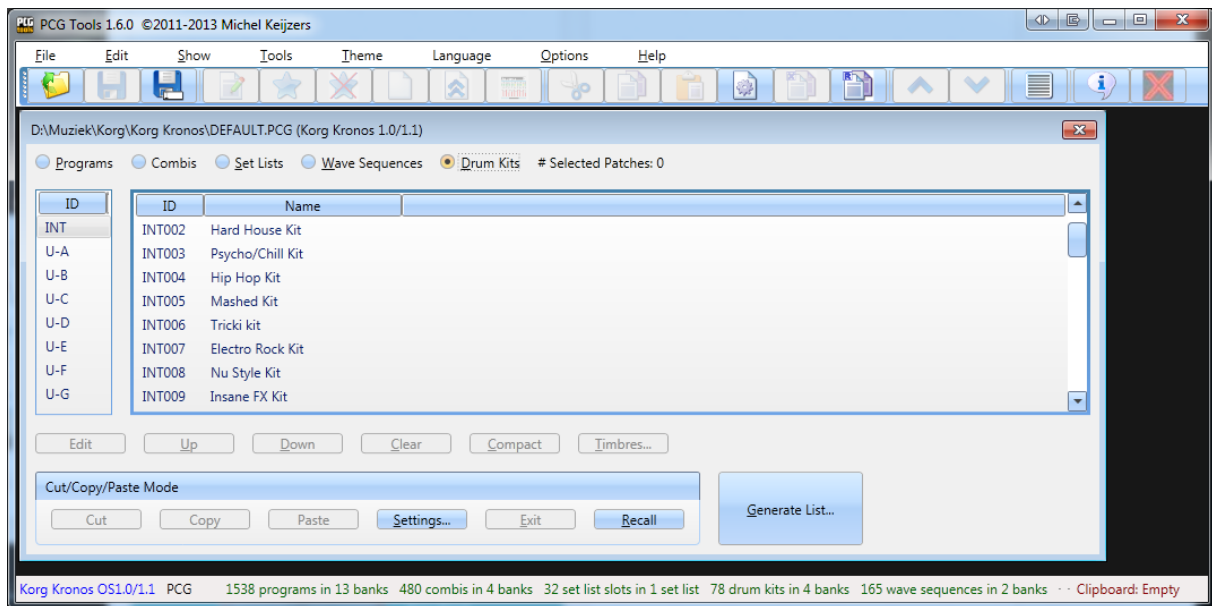 PCG Tools 1.6.0 ©2011-2013 Michel Keijzers
File Edit Show Tools Theme Language Options Help
D:\Muziek\Korg\Korg Kronos\DEFAULT.PCG (Korg Kronos 1.0/1.1)
Programs Combis Set Lists Wave Sequences Drum Kits # Selected Patches: 0
ID ID Name
INT INT002 Hard House Kit
U-A INT003 Psycho/Chill Kit
U-B INT004 Hip Hop Kit
U-C INT005 Mashed Kit
U-D INT006 Tricki kit
U-E INT007 Electro Rock Kit
U-F INT008 Nu Style Kit
U-G INT009 Insane FX Kit
Edit Up Down Clear Compact Timbres...
Cut/Copy/Paste Mode
Cut Copy Paste Settings... Exit Recall Generate List...
Korg Kronos OS1.0/1.1 PCG 1538 programs in 13 banks 480 combis in 4 banks 32 set list slots in 1 set list 78 drum kits in 4 banks 165 wave sequences in 2 banks Clipboard: Empty